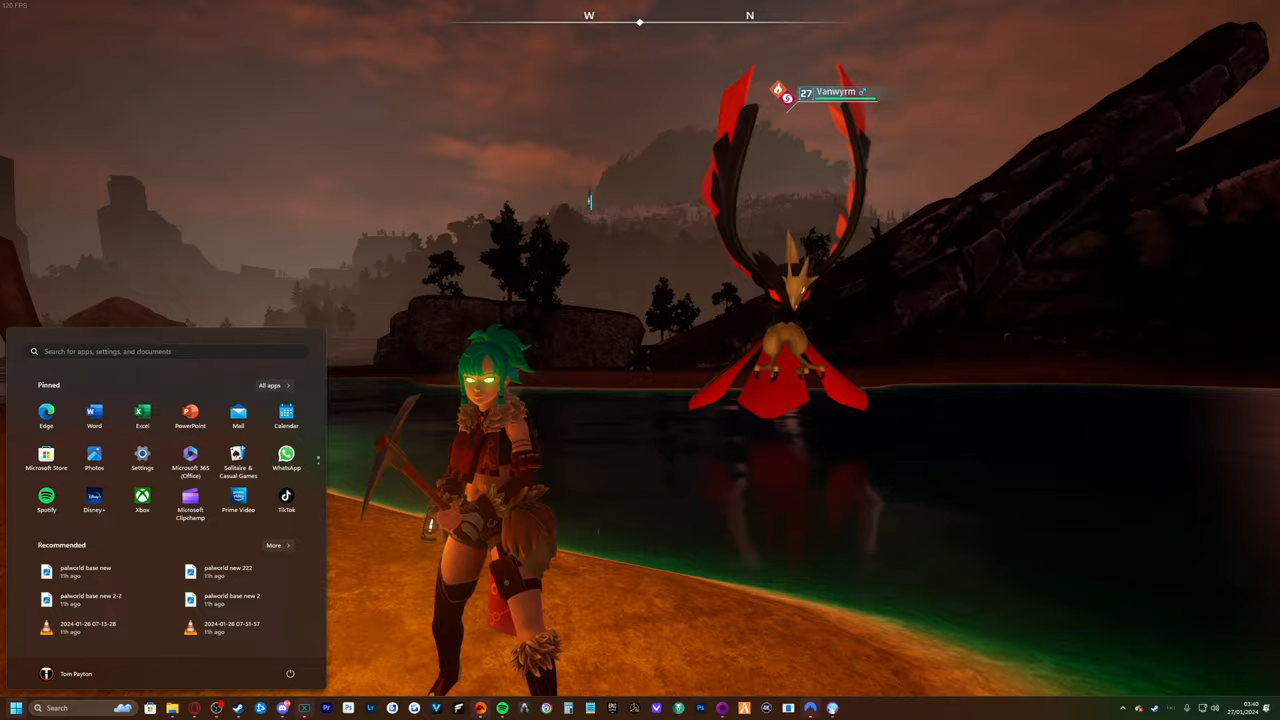 120 FPS
W
N
5
27
Vanwyrm ♂
Search for apps, settings, and documents
Pinned
All apps
Edge
Word
Excel
PowerPoint
Mail
Calendar
Microsoft Store
Photos
Settings
Microsoft 365
(Office)
Solitaire &
Casual Games
WhatsApp
Spotify
Disney+
Xbox
Microsoft
Clipchamp
Prime Video
TikTok
Recommended
More
palworld base new
11h ago
palworld new 222
11h ago
palworld base new 2-2
11h ago
palworld base new 2
11h ago
2024-01-26 07-13-28
11h ago
2024-01-26 07-51-57
11h ago
Tom Payton
Search
03:40
27/01/2024